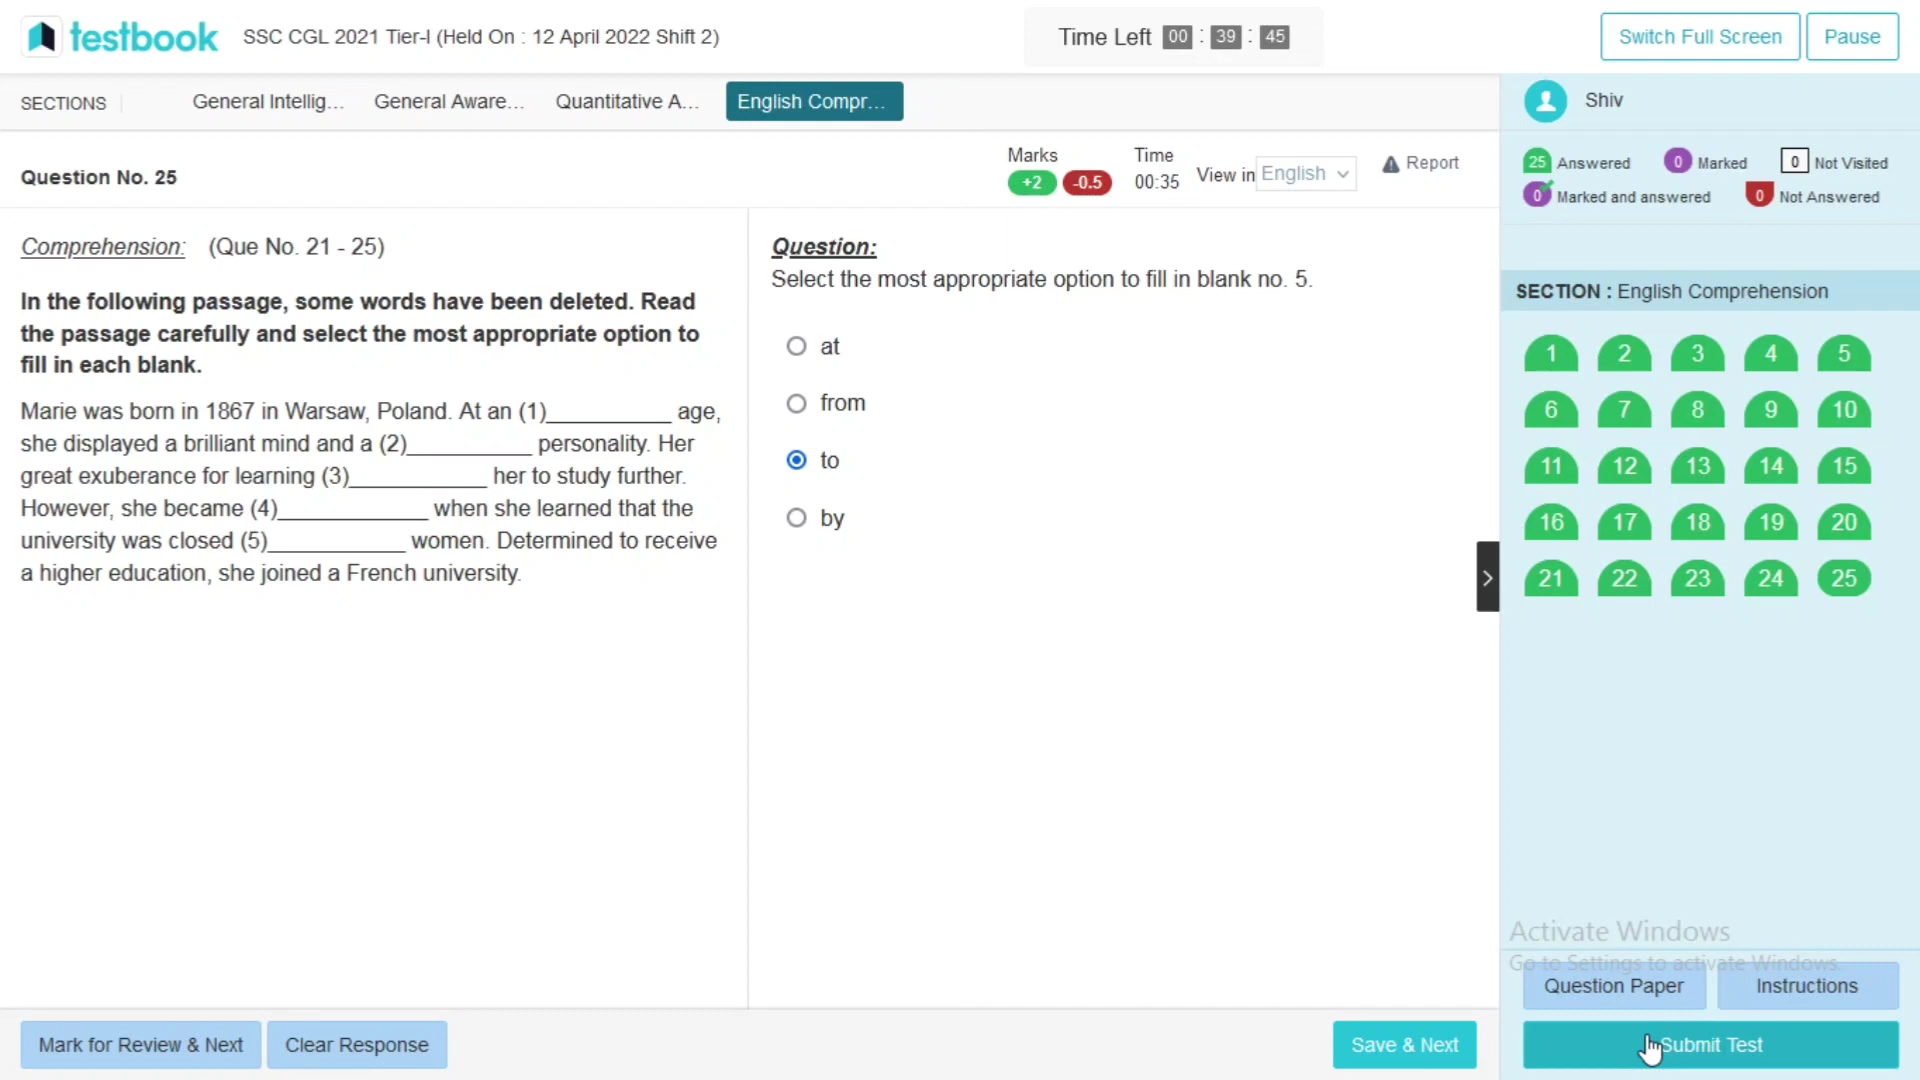 testbook SSC CGL 2021 Tier-I (Held On : 12 April 2022 Shift 2) Time Left 00 : 39 : 45 Switch Full Screen Pause
SECTIONS General Intellig... General Aware... Quantitative A... English Compr...
Question No. 25
Marks +2 -0.5
Time 00:35
View in English
Report
Comprehension: (Que No. 21 - 25)
In the following passage, some words have been deleted. Read
the passage carefully and select the most appropriate option to
fill in each blank.
Marie was born in 1867 in Warsaw, Poland. At an (1)__________ age,
she displayed a brilliant mind and a (2)__________ personality. Her
great exuberance for learning (3)___________ her to study further.
However, she became (4)____________ when she learned that the
university was closed (5)___________ women. Determined to receive
a higher education, she joined a French university.
Question:
Select the most appropriate option to fill in blank no. 5.
at
from
to
by
Shiv
25 Answered 0 Marked 0 Not Visited
0 Marked and answered 0 Not Answered
SECTION : English Comprehension
1 2 3 4 5
6 7 8 9 10
11 12 13 14 15
16 17 18 19 20
21 22 23 24 25
Activate Windows
Go to Settings to activate Windows.
Question Paper Instructions
Mark for Review & Next Clear Response Save & Next Submit Test